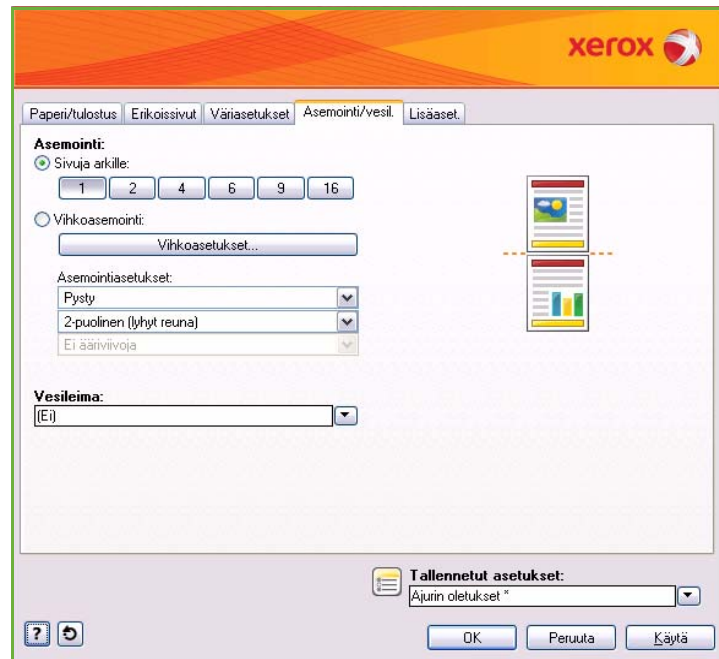 xerox
Paperi/tulostus Erikoissivut Väriasetukset Asemointi/vesil. Lisäaset.
Asemointi:
Sivuja arkille:
1 2 4 6 9 16
Vihkoasemointi:
Vihkoasetukset...
Asemointiasetukset:
Pysty
2-puolinen (lyhyt reuna)
Ei ääriviivoja
Vesileima:
(Ei)
Tallennetut asetukset:
Ajurin oletukset *
? OK Peruuta Käytä